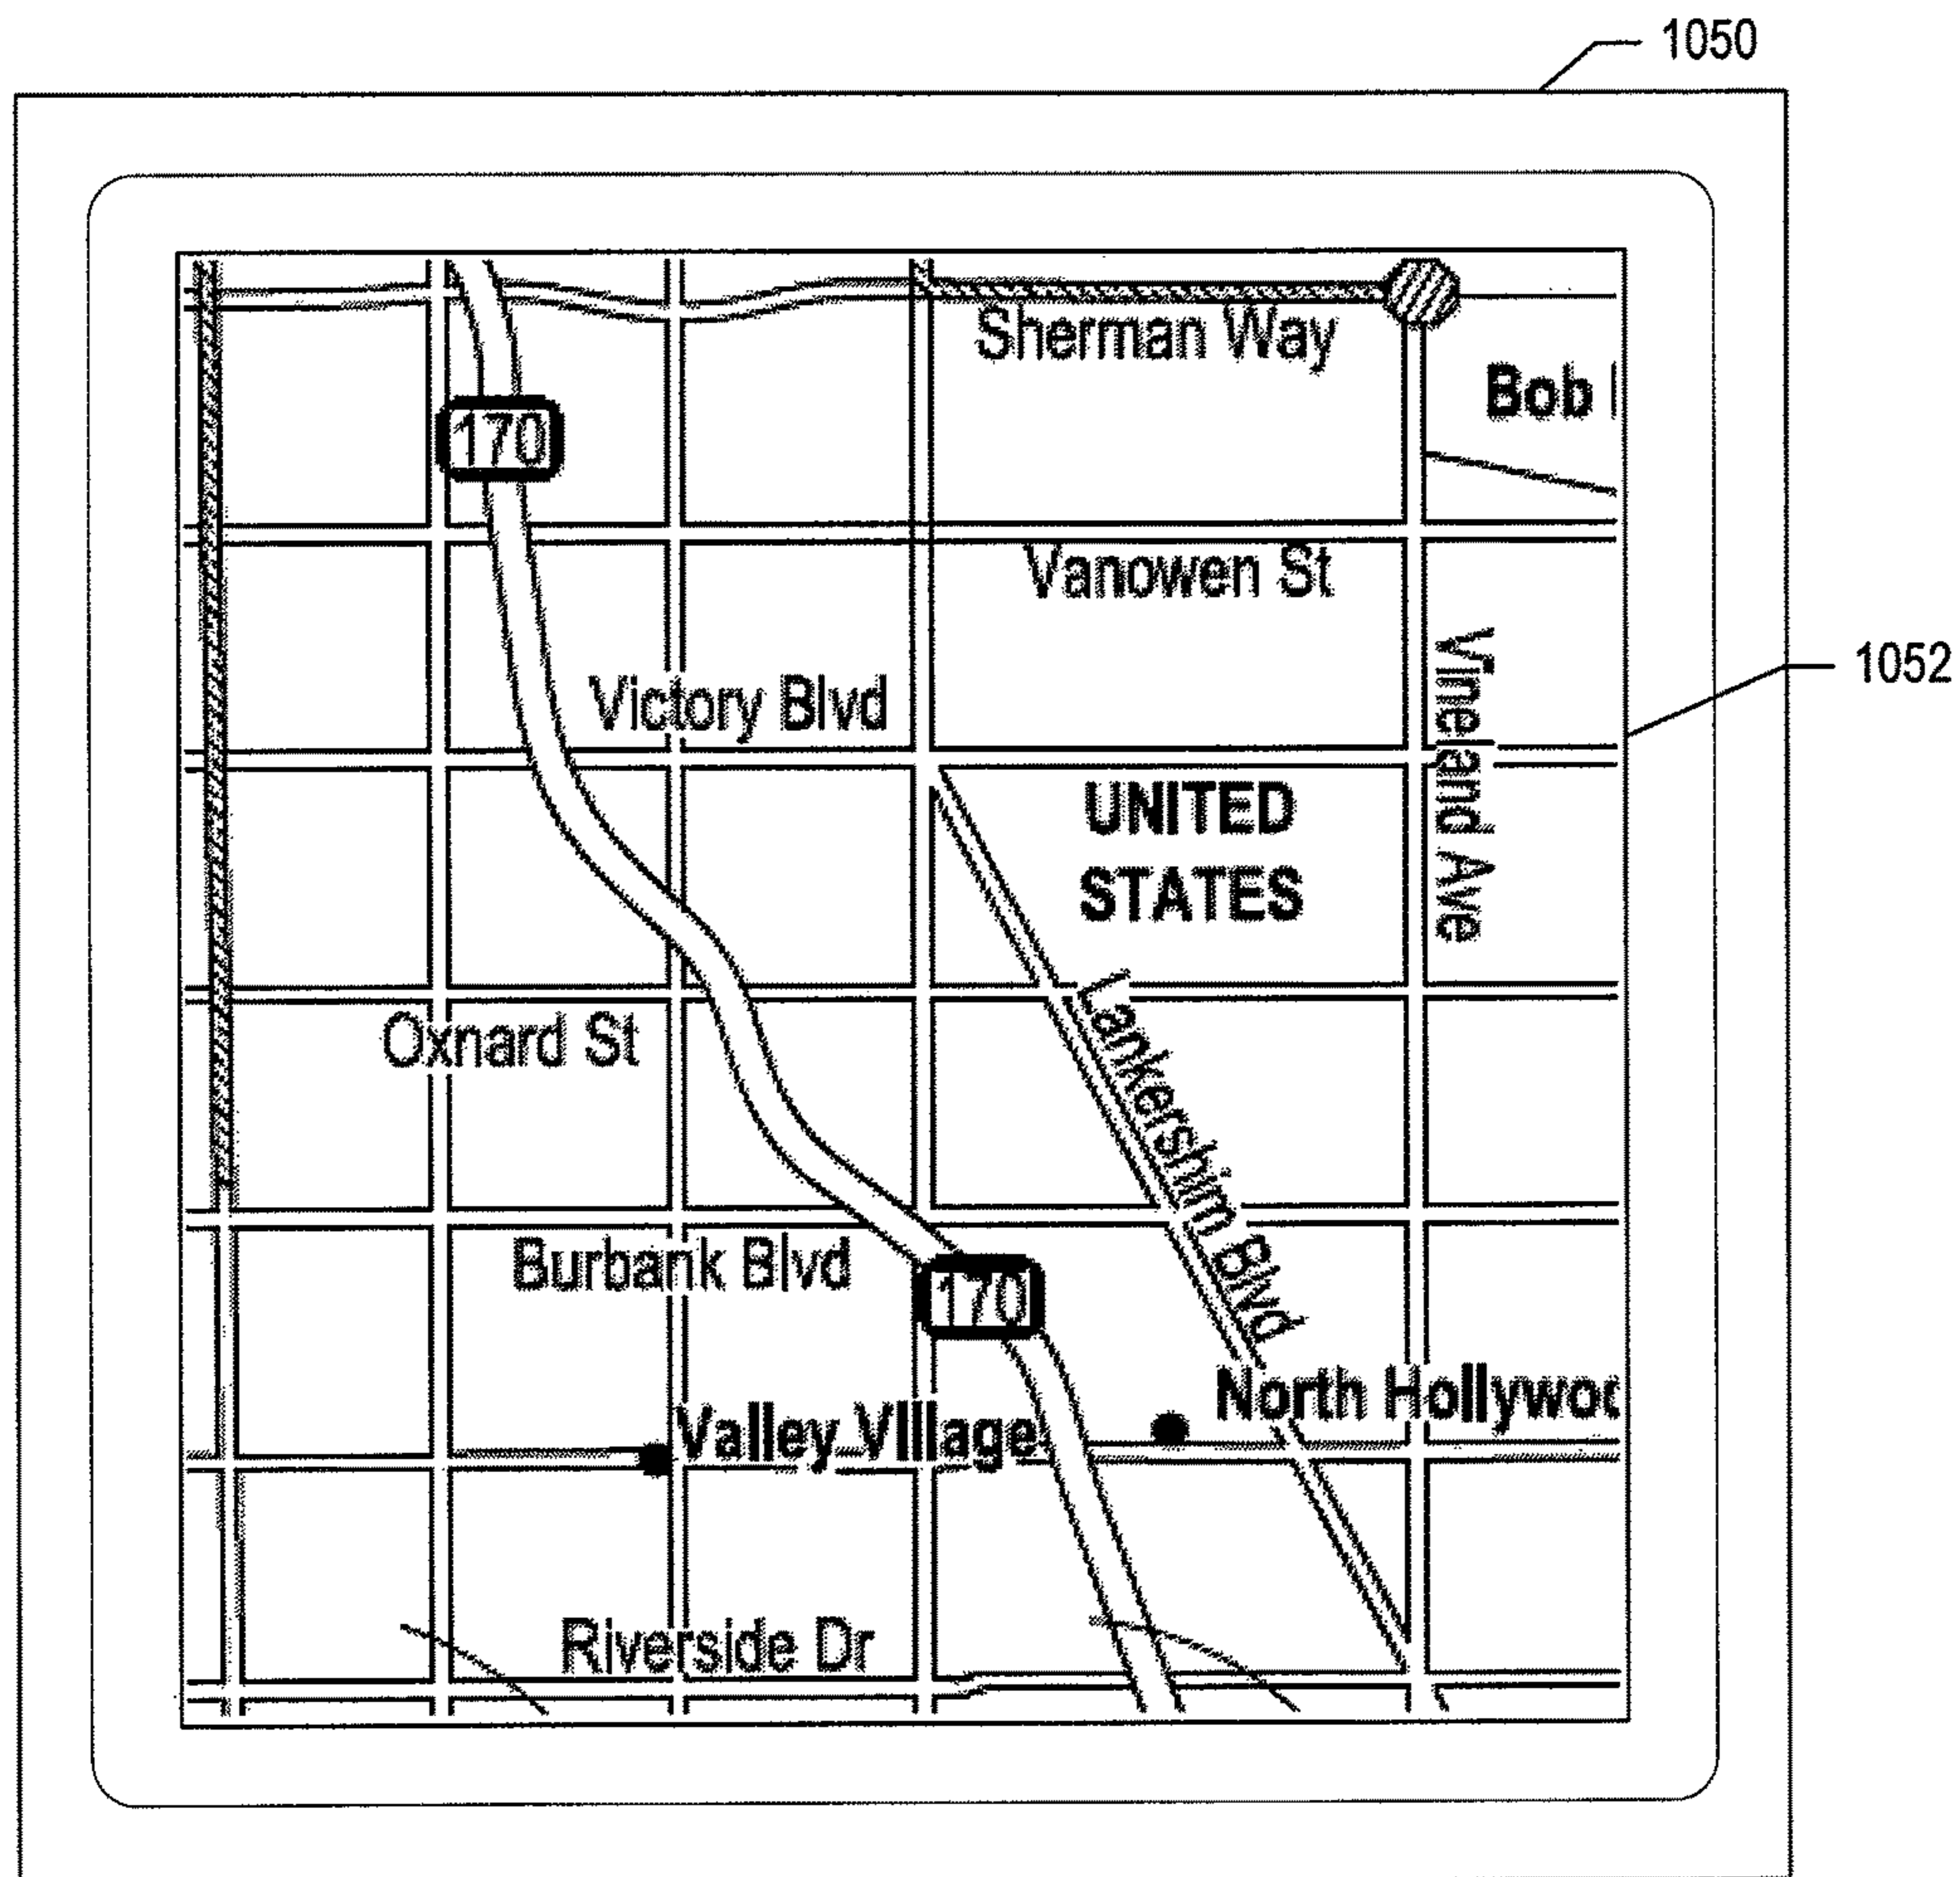 1050
Sherman Way
Bob
170
Vanowen St
1052
Victory Blvd
Vineland Ave
UNITED
STATES
Oxnard St
Lankershim Blvd
Burbank Blvd
170
North Hollywoo
Valley Village
Riverside Dr